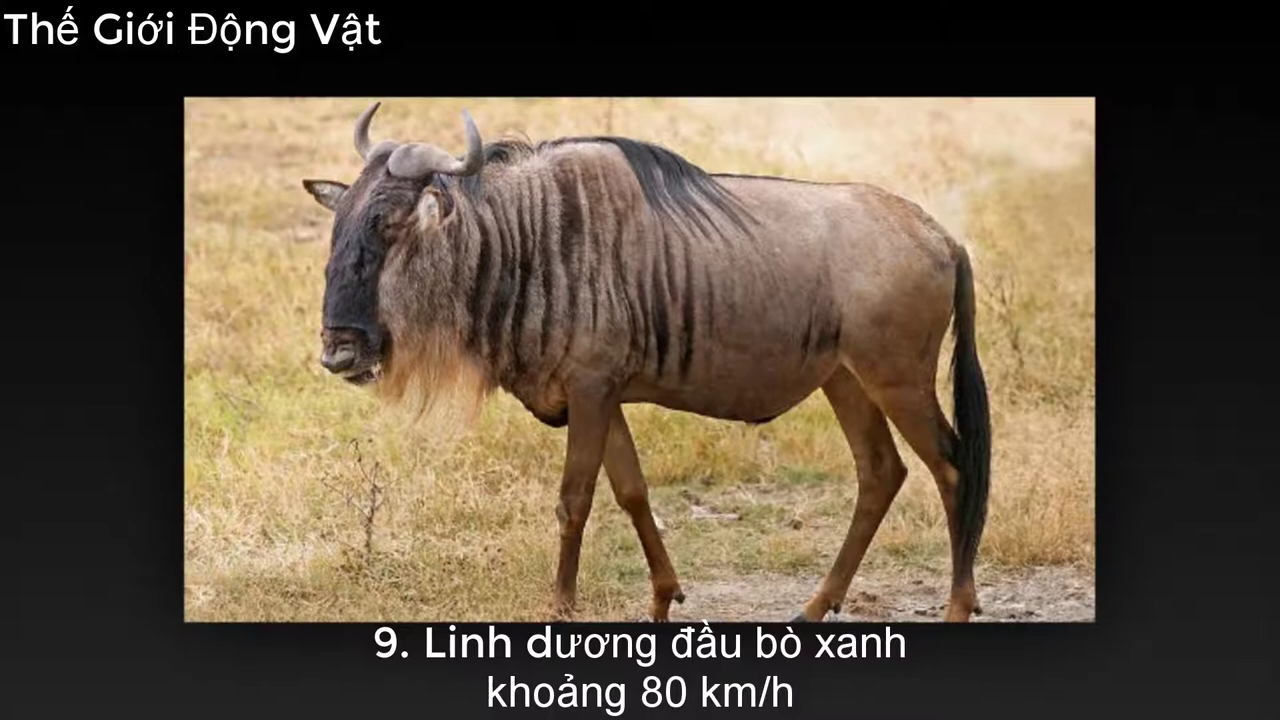 Thế Giới Động Vật
9. Linh dương đầu bò xanh
khoảng 80 km/h